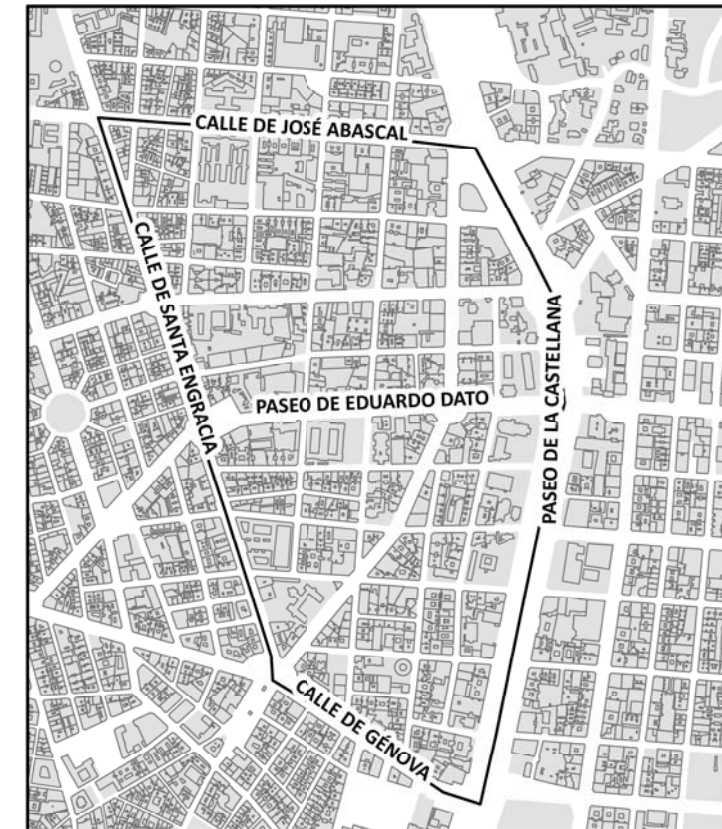 CALLE DE JOSÉ ABASCAL
CALLE DE SANTA ENGRACIA
PASEO DE LA CASTELLANA
PASEO DE EDUARDO DATO
CALLE DE GÉNOVA